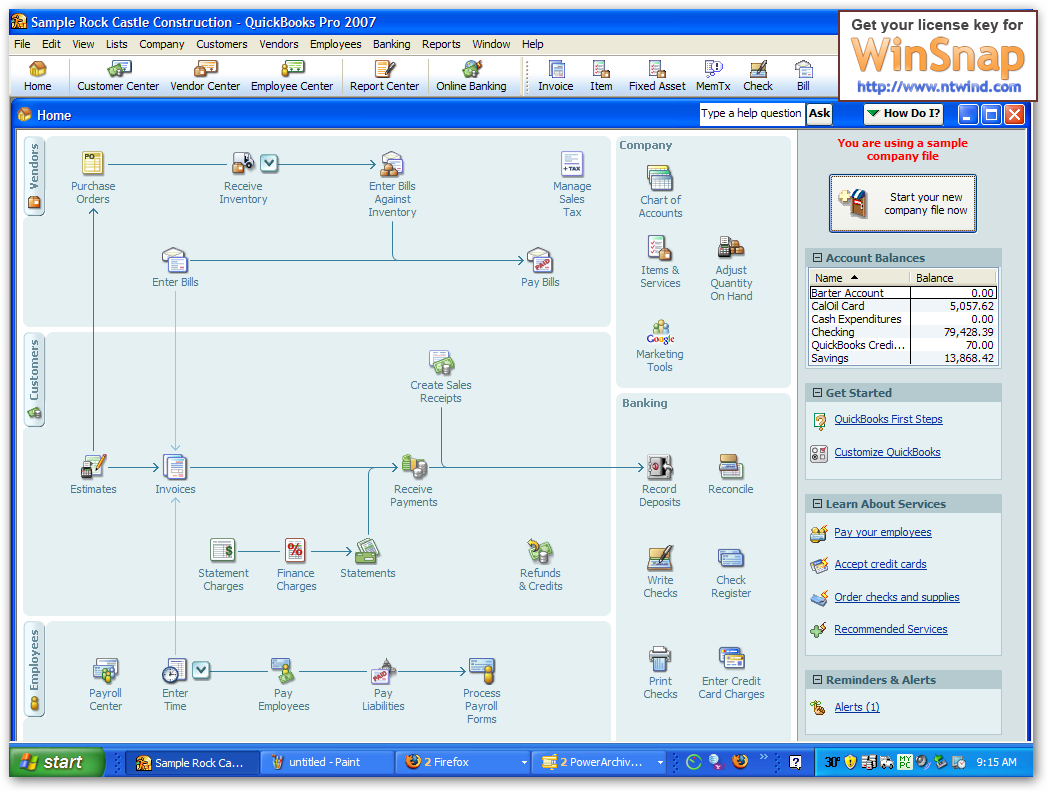 Sample Rock Castle Construction - QuickBooks Pro 2007
Get your license key for
WinSnap
http://www.ntwind.com
File Edit View Lists Company Customers Vendors Employees Banking Reports Window Help
Home Customer Center Vendor Center Employee Center Report Center Online Banking Invoice Item Fixed Asset MemTx Check Bill
Home
Type a help question Ask How Do I?
Vendors
PO
Purchase
Orders
Receive
Inventory
Enter Bills
Against
Inventory
+ TAX
Manage
Sales
Tax
Enter Bills
PAID
Pay Bills
Customers
Create Sales
Receipts
Estimates
Invoices
Receive
Payments
$
Statement
Charges
%
Finance
Charges
Statements
Refunds
& Credits
Employees
Payroll
Center
Enter
Time
Pay
Employees
PAID
Pay
Liabilities
Process
Payroll
Forms
Company
Chart of
Accounts
Items &
Services
Adjust
Quantity
On Hand
Google
Marketing
Tools
Banking
Record
Deposits
Reconcile
Write
Checks
Check
Register
Print
Checks
Enter Credit
Card Charges
You are using a sample
company file
Start your new
company file now
Account Balances
Name Balance
Barter Account 0.00
CalOil Card 5,057.62
Cash Expenditures 0.00
Checking 79,428.39
QuickBooks Credi... 70.00
Savings 13,868.42
Get Started
QuickBooks First Steps
Customize QuickBooks
Learn About Services
Pay your employees
Accept credit cards
Order checks and supplies
Recommended Services
Reminders & Alerts
Alerts (1)
start Sample Rock Ca... untitled - Paint 2 Firefox 2 PowerArchiv... » ? 30° MY PC 9:15 AM